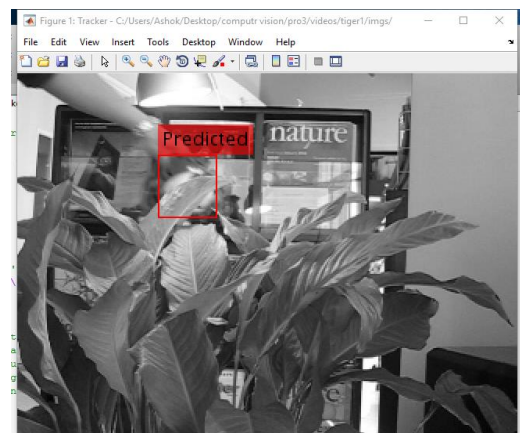 Figure 1: Tracker - C:/Users/Ashok/Desktop/computr vision/pro3/videos/tiger1/imgs/
File Edit View Insert Tools Desktop Window Help
Predicted
nature